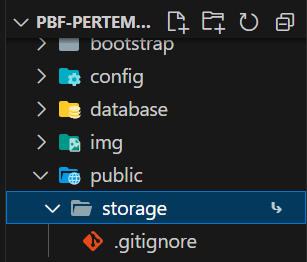 PBF-PERTEM...
bootstrap
config
database
img
public
storage
.gitignore